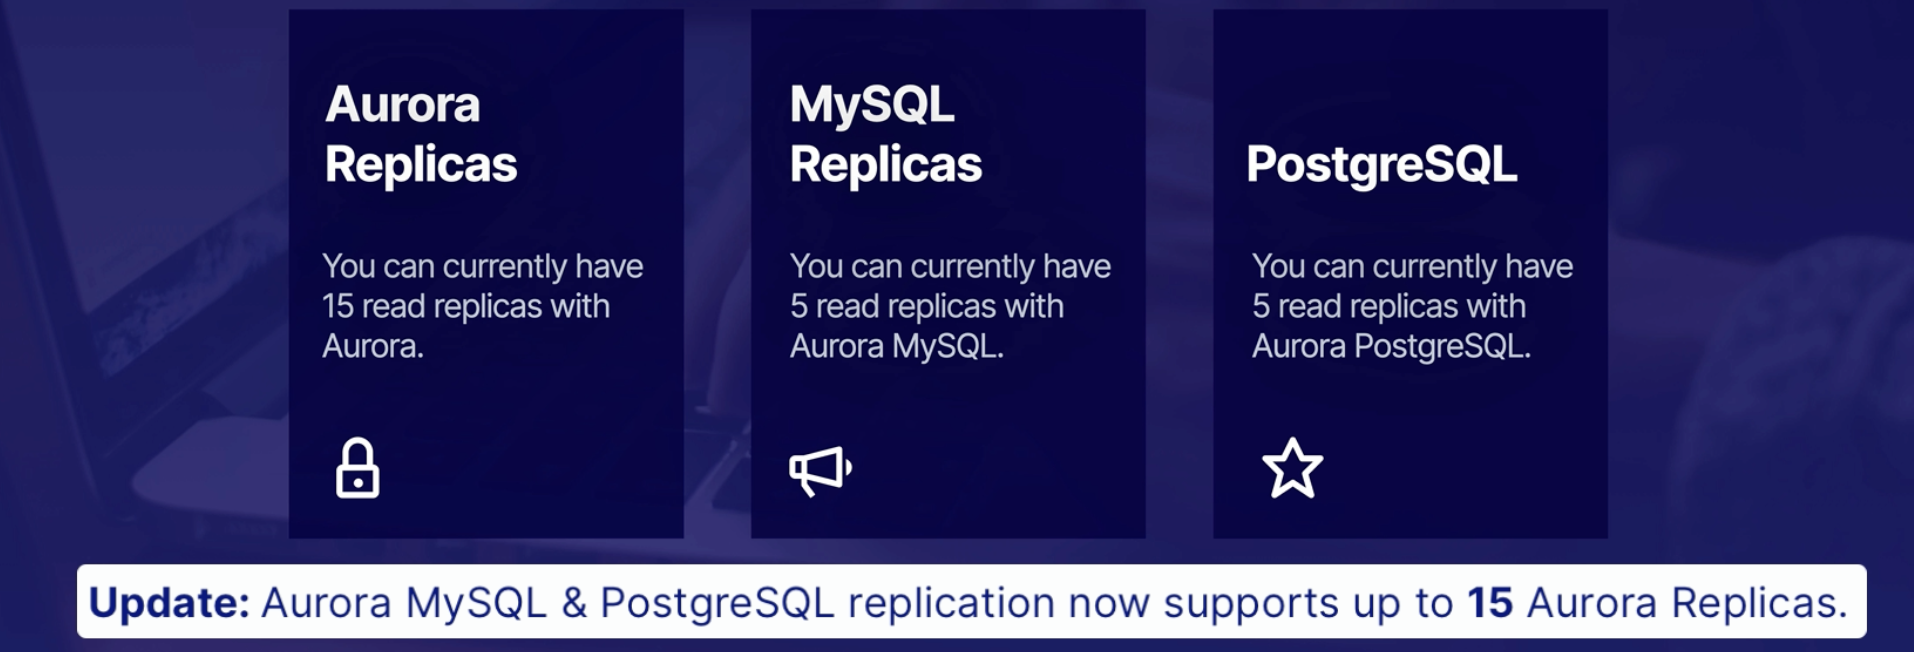 Aurora
Replicas
You can currently have
15 read replicas with
Aurora.
MySQL
Replicas
You can currently have
5 read replicas with
Aurora MySQL.
PostgreSQL
You can currently have
5 read replicas with
Aurora PostgreSQL.
Update: Aurora MySQL & PostgreSQL replication now supports up to 15 Aurora Replicas.